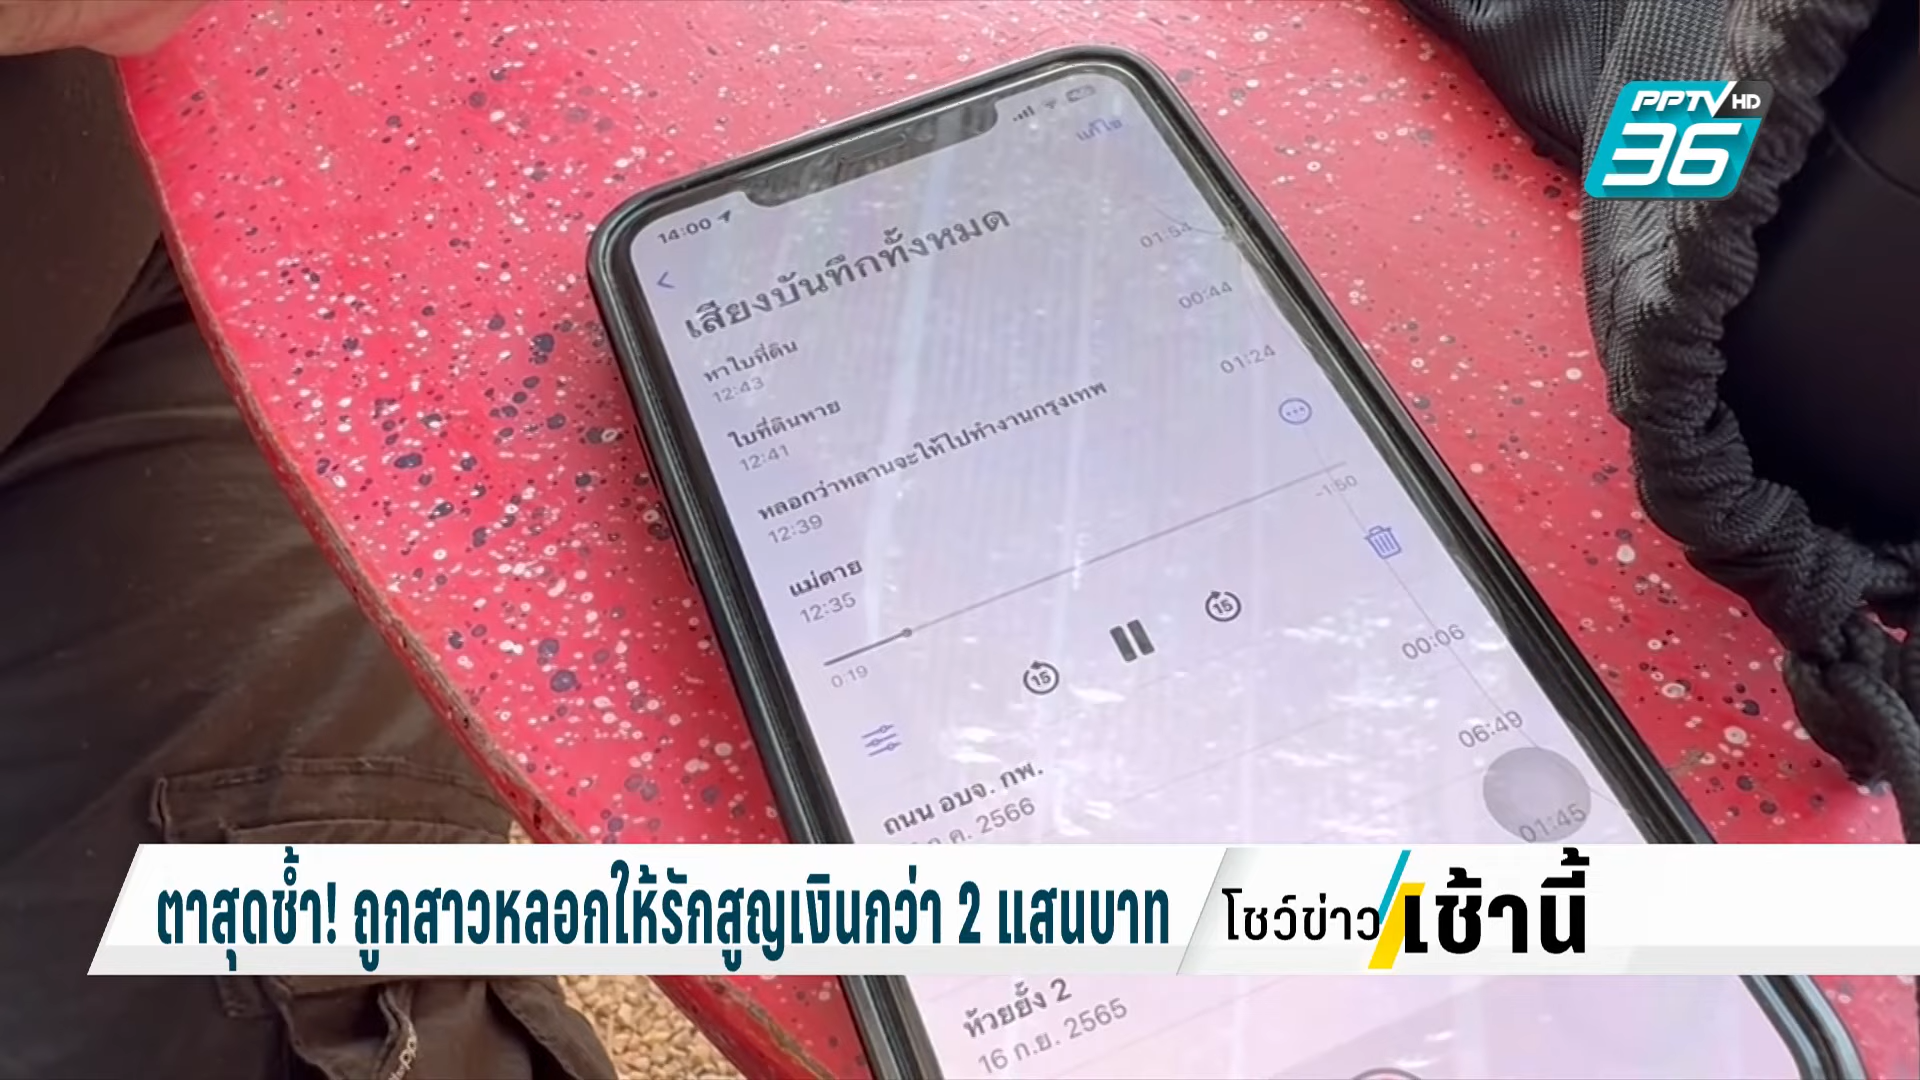 PPTV HD
36
14:00
แก้ไข
เสียงบันทึกทั้งหมด
หาใบที่ดิน
12:43
01:54
ใบที่ดินหาย
12:41
00:44
หลอกว่าหลานจะให้ไปทำงานกรุงเทพ
12:39
01:24
แม่ตาย
12:35
0:19
-1:50
15
15
ถนน อบจ. กพ.
ค. 2566
00:06
06:49
01:45
ตาสุดช้ำ! ถูกสาวหลอกให้รักสูญเงินกว่า 2 แสนบาท
โชว์ข่าวเช้านี้
ห้วยยั้ง 2
16 ก.ย. 2565